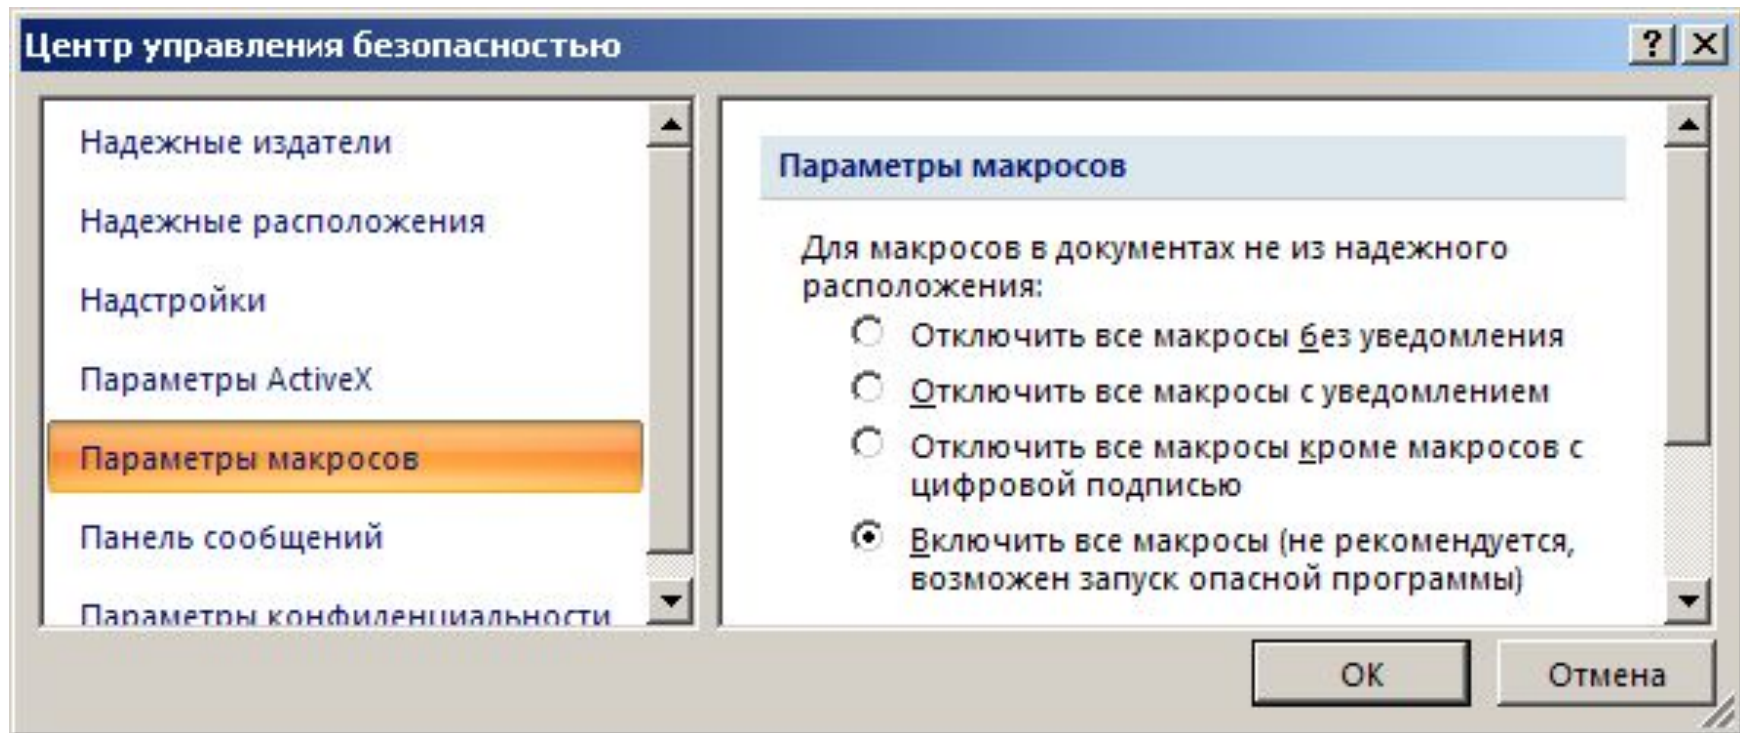 Центр управления безопасностью
Надежные издатели
Надежные расположения
Надстройки
Параметры ActiveX
Параметры макросов
Панель сообщений
Параметры конфиденциальности
Параметры макросов
Для макросов в документах не из надежного
расположения:
Отключить все макросы без уведомления
Отключить все макросы с уведомлением
Отключить все макросы кроме макросов с
цифровой подписью
Включить все макросы (не рекомендуется,
возможен запуск опасной программы)
ОК
Отмена